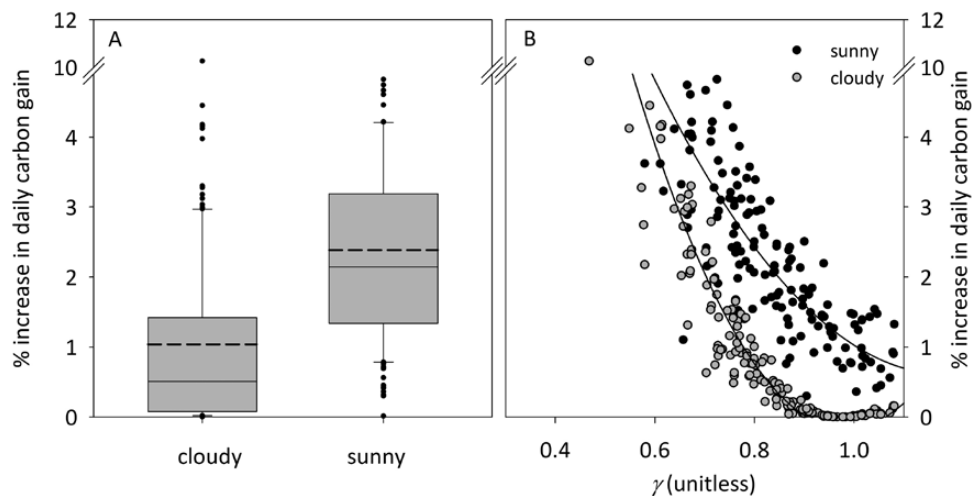 A
% increase in daily carbon gain
12
10
4
3
2
1
0
cloudy
sunny
B
sunny
cloudy
12
10
4
3
2
1
0
% increase in daily carbon gain
0.4
0.6
0.8
1.0
γ (unitless)